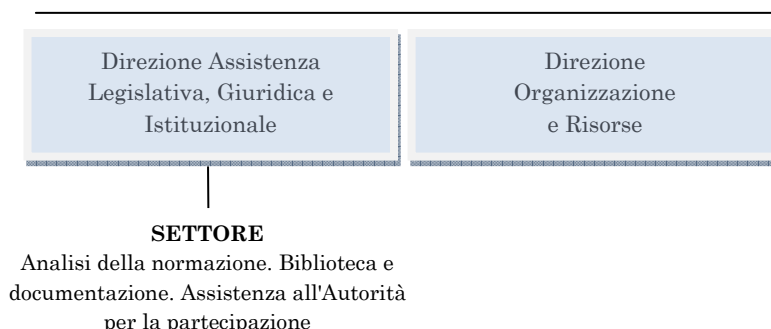 Direzione Assistenza
Legislativa, Giuridica e
Istituzionale
Direzione
Organizzazione
e Risorse
SETTORE
Analisi della normazione. Biblioteca e
documentazione. Assistenza all'Autorità
per la partecipazione